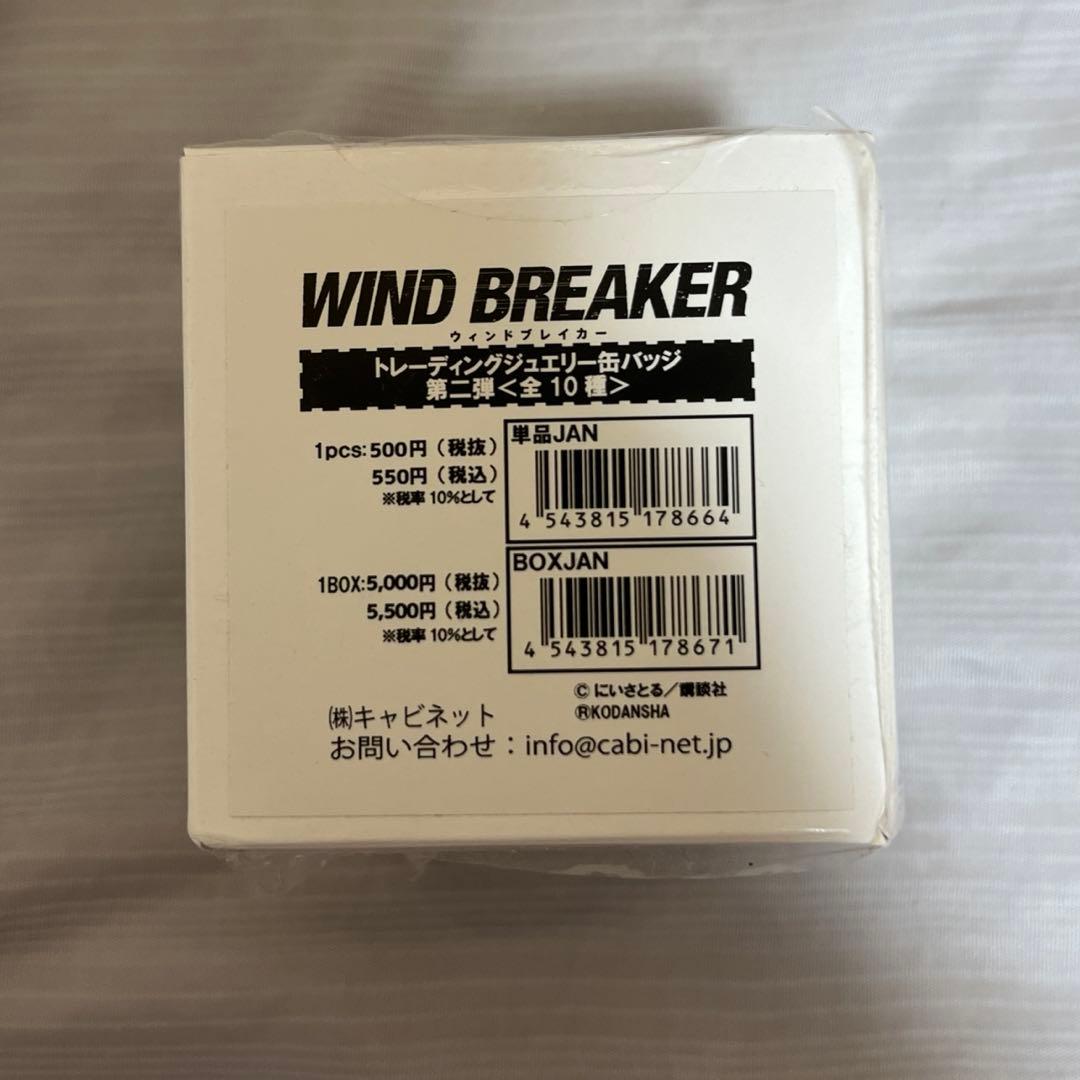 WIND BREAKER
ウィンドブレイカー
トレーディングジュエリー缶バッジ
第二弾<全10種>
1pcs:500円（税抜）
550円（税込）
※税率10%として
単品JAN
4 543815 178664
1BOX:5,000円（税抜）
5,500円（税込）
※税率10%として
BOXJAN
4 543815 178671
©にいさとる／講談社
®KODANSHA
㈱キャビネット
お問い合わせ：info@cabi-net.jp